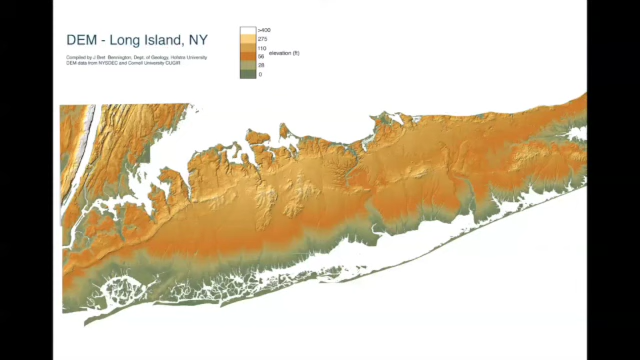 DEM - Long Island, NY
Compiled by J Bret Bennington, Dept. of Geology, Hofstra University
DEM data from NYSDEC and Cornell University CUGIR
>400
275
110
56
28
0
elevation (ft)